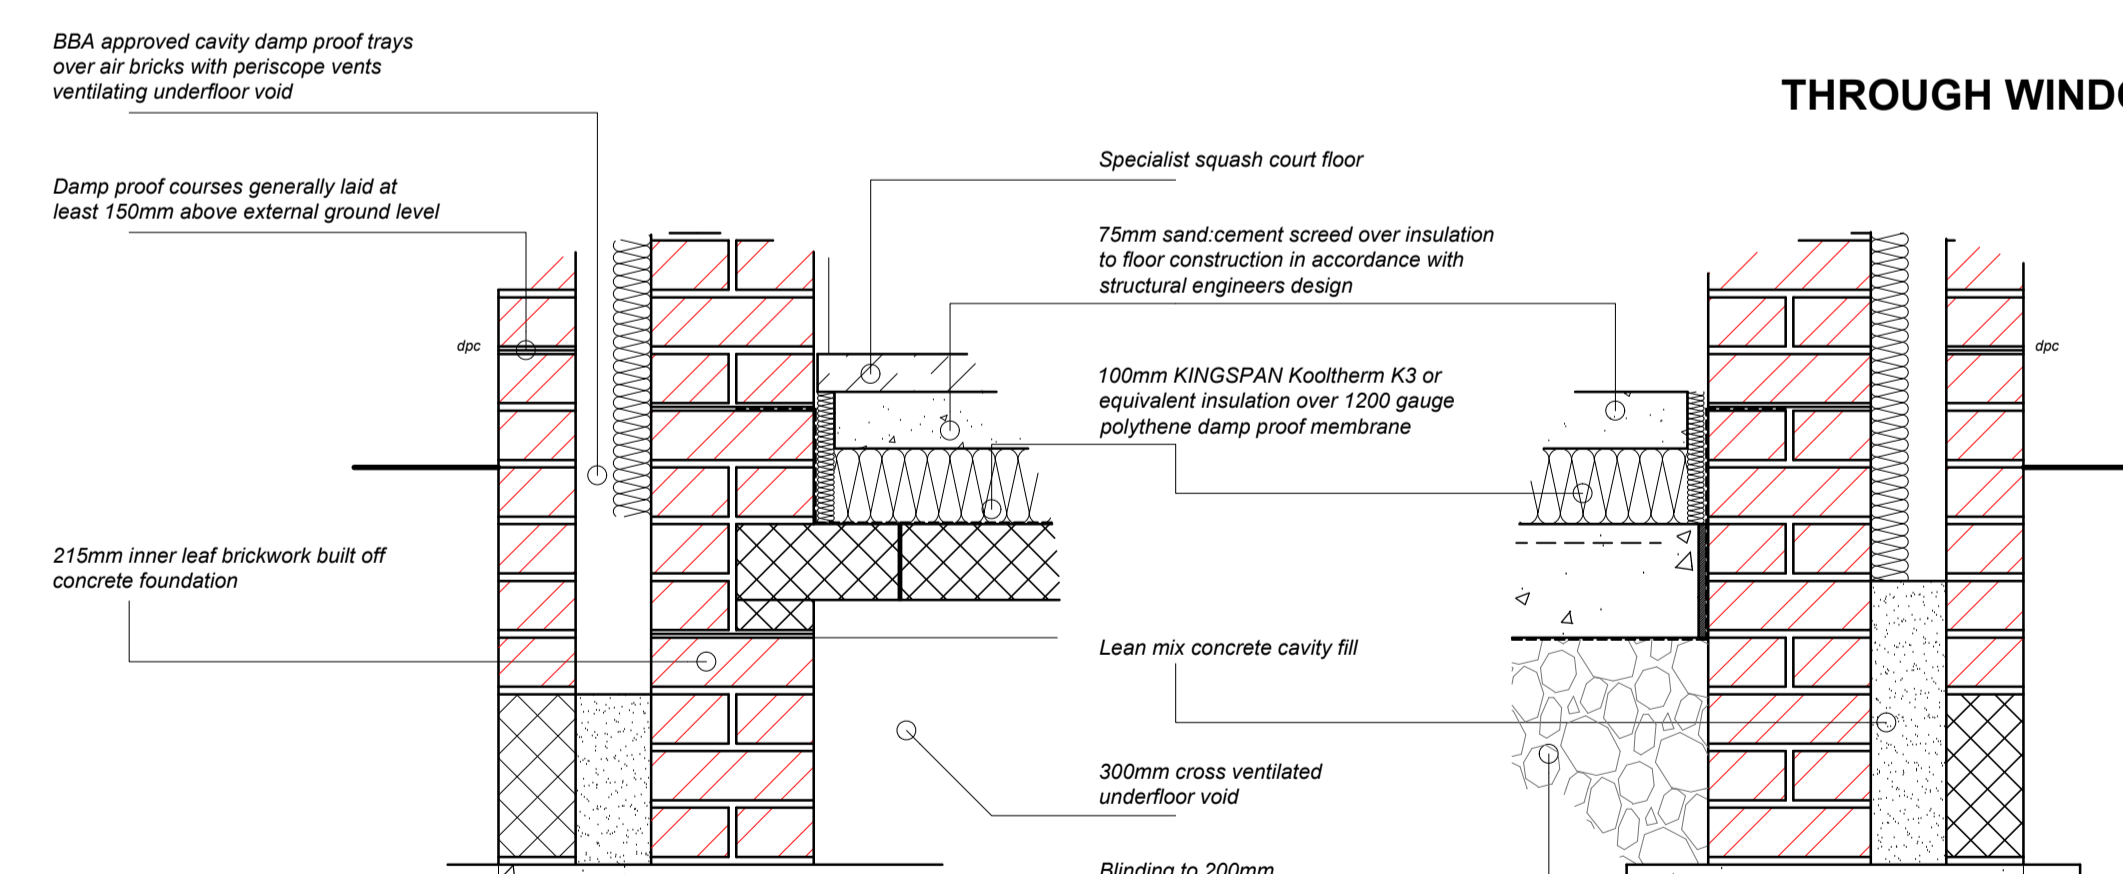 BBA approved cavity damp proof trays
over air bricks with periscope vents
ventilating underfloor void
THROUGH WIND
Specialist squash court floor
Damp proof courses generally laid at
least 150mm above external ground level
75mm sand:cement screed over insulation
to floor construction in accordance with
structural engineers design
dpc
dpc
100mm KINGSPAN Kooltherm K3 or
equivalent insulation over 1200 gauge
polythene damp proof membrane
215mm inner leaf brickwork built off
concrete foundation
Lean mix concrete cavity fill
300mm cross ventilated
underfloor void
Blinding to 200mm